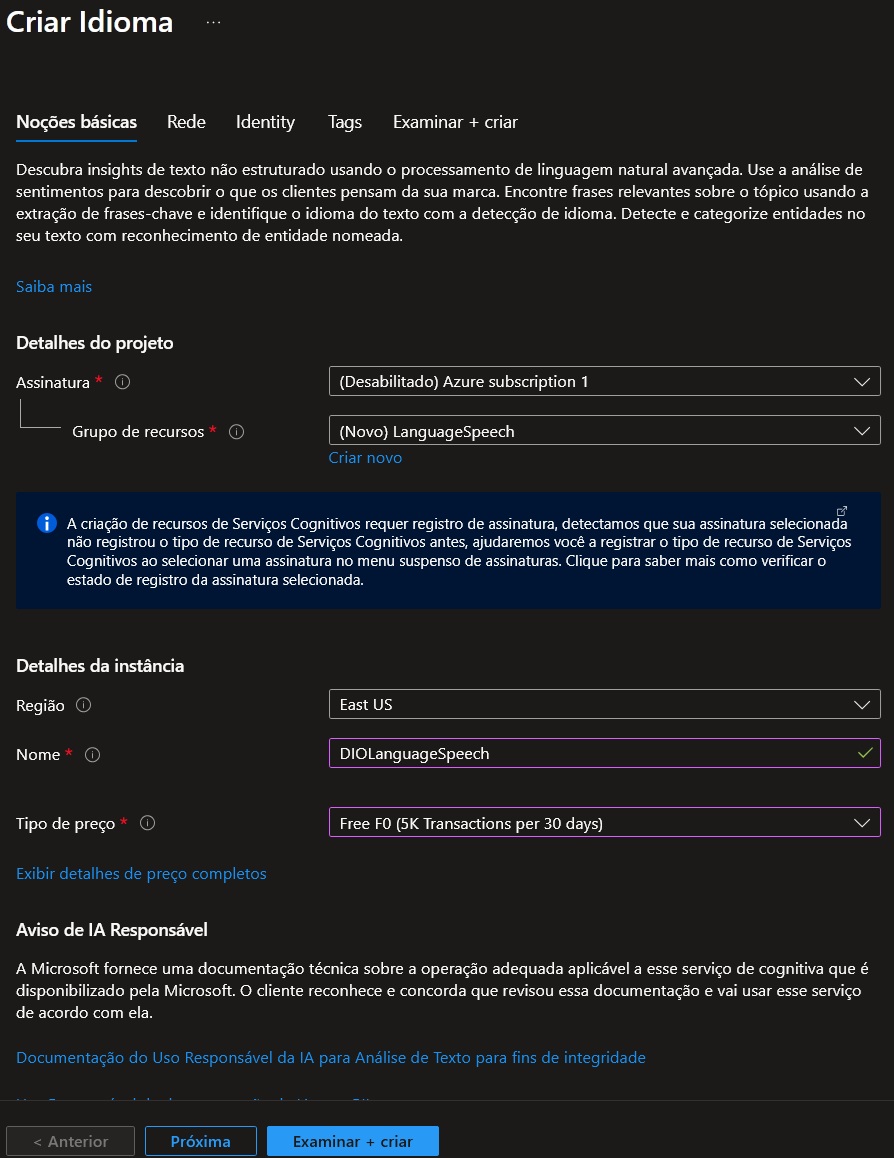 Criar Idioma ...
Noções básicas Rede Identity Tags Examinar + criar
Descubra insights de texto não estruturado usando o processamento de linguagem natural avançada. Use a análise de
sentimentos para descobrir o que os clientes pensam da sua marca. Encontre frases relevantes sobre o tópico usando a
extração de frases-chave e identifique o idioma do texto com a detecção de idioma. Detecte e categorize entidades no
seu texto com reconhecimento de entidade nomeada.
Saiba mais
Detalhes do projeto
Assinatura * (Desabilitado) Azure subscription 1
Grupo de recursos * (Novo) LanguageSpeech
Criar novo
A criação de recursos de Serviços Cognitivos requer registro de assinatura, detectamos que sua assinatura selecionada
não registrou o tipo de recurso de Serviços Cognitivos antes, ajudaremos você a registrar o tipo de recurso de Serviços
Cognitivos ao selecionar uma assinatura no menu suspenso de assinaturas. Clique para saber mais como verificar o
estado de registro da assinatura selecionada.
Detalhes da instância
Região East US
Nome * DIOLanguageSpeech
Tipo de preço * Free F0 (5K Transactions per 30 days)
Exibir detalhes de preço completos
Aviso de IA Responsável
A Microsoft fornece uma documentação técnica sobre a operação adequada aplicável a esse serviço de cognitiva que é
disponibilizado pela Microsoft. O cliente reconhece e concorda que revisou essa documentação e vai usar esse serviço
de acordo com ela.
Documentação do Uso Responsável da IA para Análise de Texto para fins de integridade
< Anterior Próxima Examinar + criar